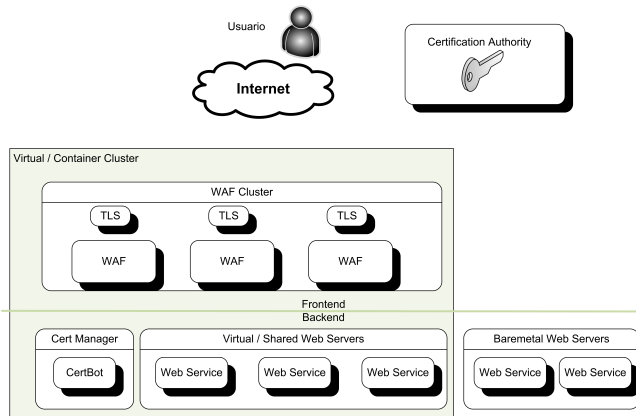 Usuario
Internet
Certification Authority
Virtual / Container Cluster
WAF Cluster
TLS
TLS
TLS
WAF
WAF
WAF
Frontend
Backend
Cert Manager
Virtual / Shared Web Servers
Baremetal Web Servers
CertBot
Web Service
Web Service
Web Service
Web Service
Web Service